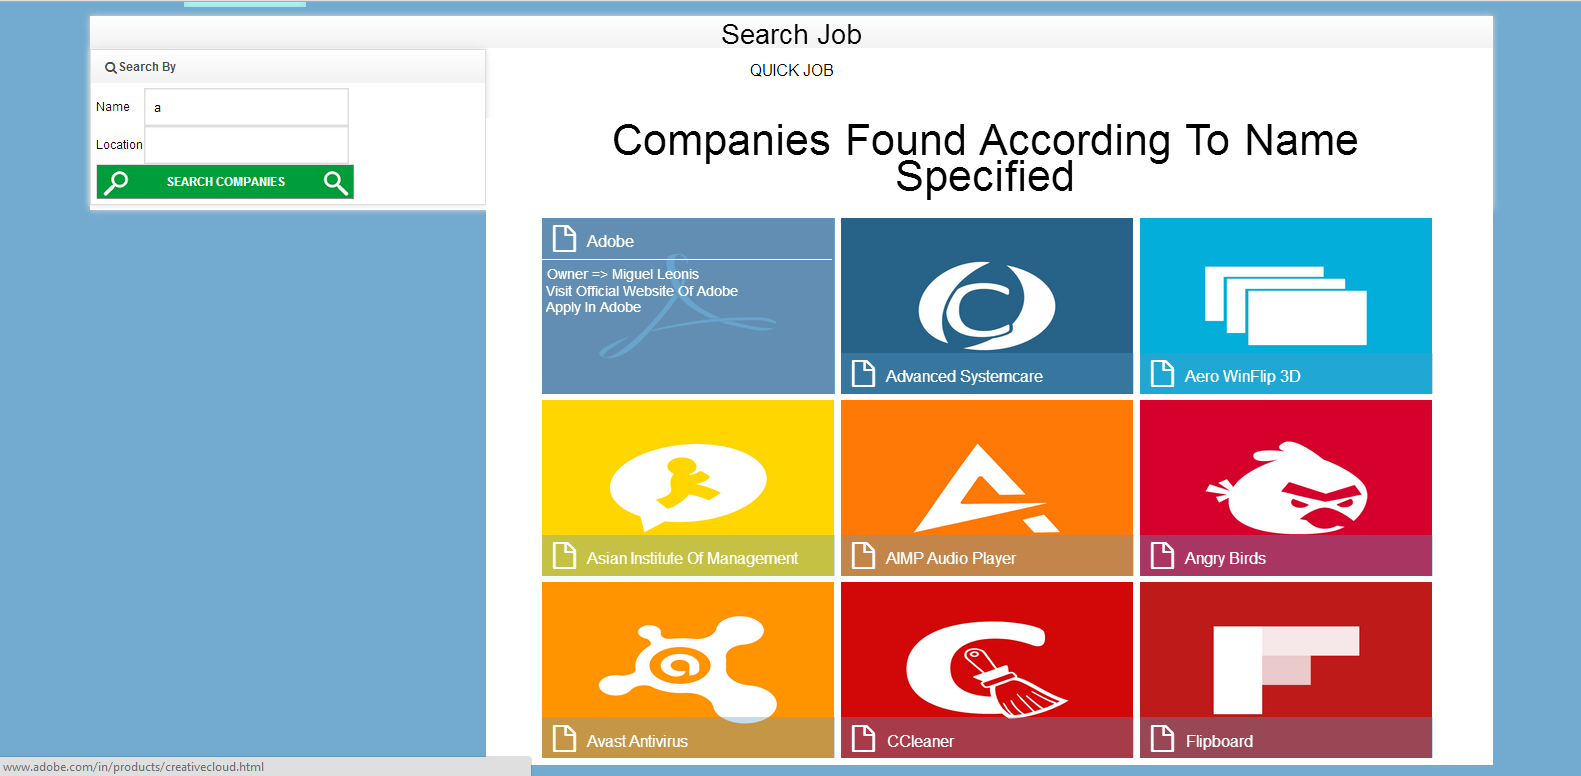 Search Job
Search By
QUICK JOB
Name
a
Location
SEARCH COMPANIES
Companies Found According To Name
Specified
Adobe
Owner => Miguel Leonis
Visit Official Website Of Adobe
Apply In Adobe
Advanced Systemcare
Aero WinFlip 3D
Asian Institute Of Management
AIMP Audio Player
Angry Birds
Avast Antivirus
CCleaner
Flipboard
www.adobe.com/in/products/creativecloud.html